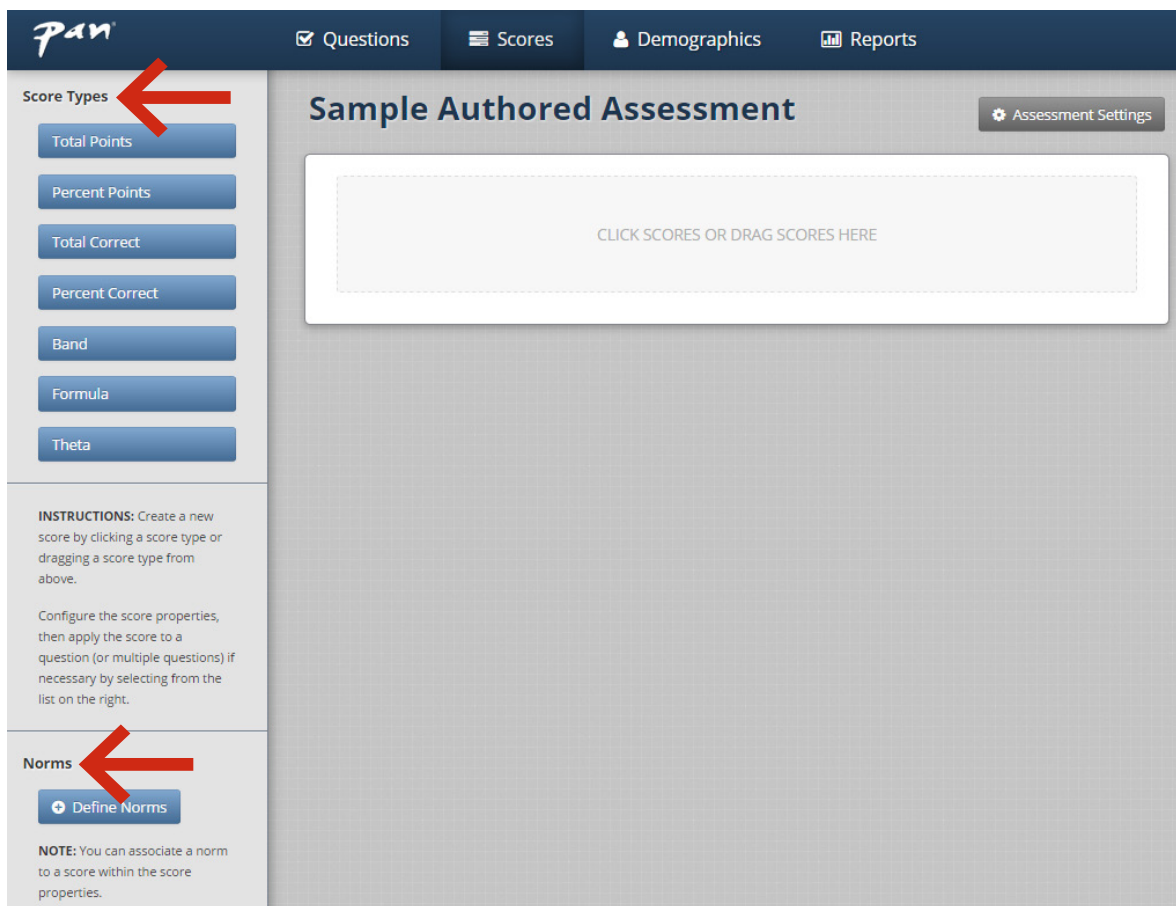 pan
Questions
Scores
Demographics
Reports
Score Types
Total Points
Percent Points
Total Correct
Percent Correct
Band
Formula
Theta
INSTRUCTIONS: Create a new
score by clicking a score type or
dragging a score type from
above.
Configure the score properties,
then apply the score to a
question (or multiple questions) if
necessary by selecting from the
list on the right.
Norms
Define Norms
NOTE: You can associate a norm
to a score within the score
properties.
Sample Authored Assessment
Assessment Settings
CLICK SCORES OR DRAG SCORES HERE